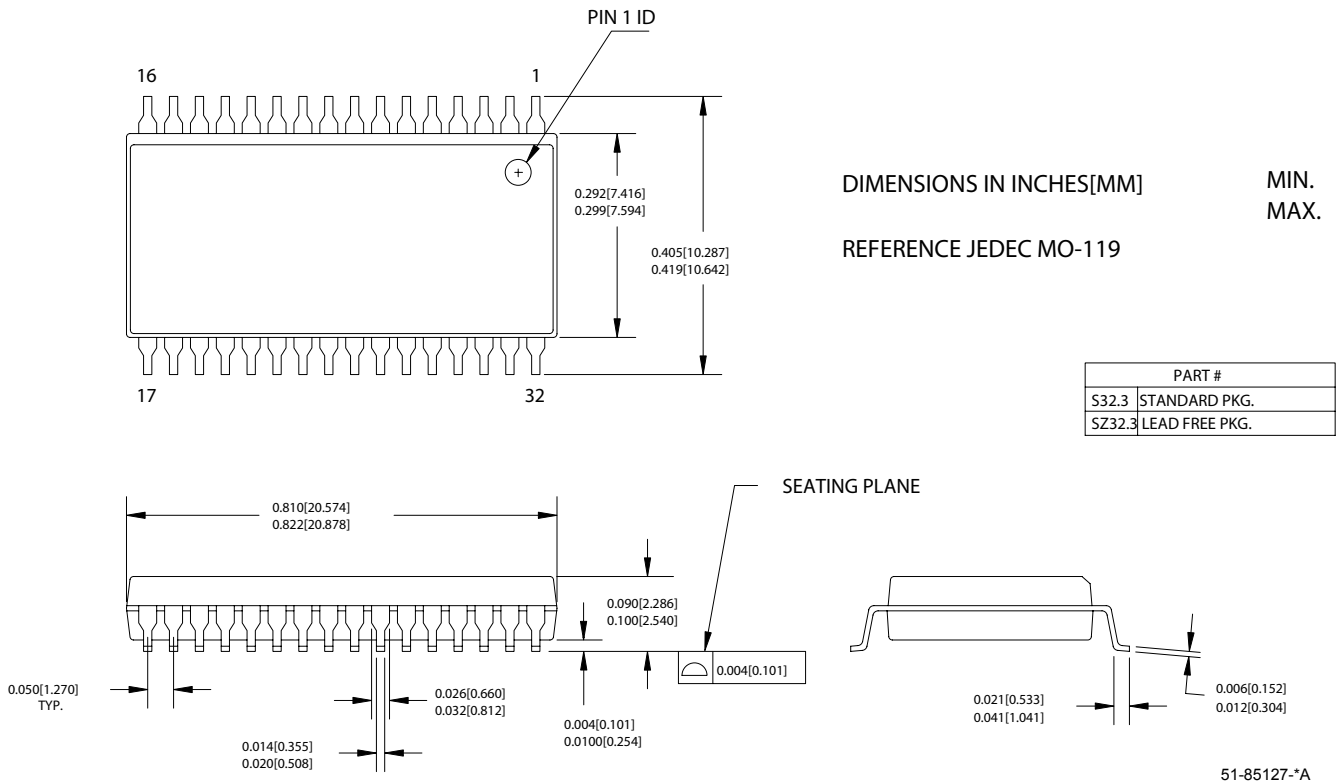 PIN 1 ID
16
1
0.292[7.416]
0.299[7.594]
0.405[10.287]
0.419[10.642]
17
32
DIMENSIONS IN INCHES[MM]
MIN.
MAX.
REFERENCE JEDEC MO-119
PART #
S32.3 STANDARD PKG.
SZ32.3 LEAD FREE PKG.
SEATING PLANE
0.810[20.574]
0.822[20.878]
0.090[2.286]
0.100[2.540]
0.004[0.101]
0.050[1.270]
TYP.
0.026[0.660]
0.032[0.812]
0.014[0.355]
0.020[0.508]
0.004[0.101]
0.0100[0.254]
0.021[0.533]
0.041[1.041]
0.006[0.152]
0.012[0.304]
51-85127-*A